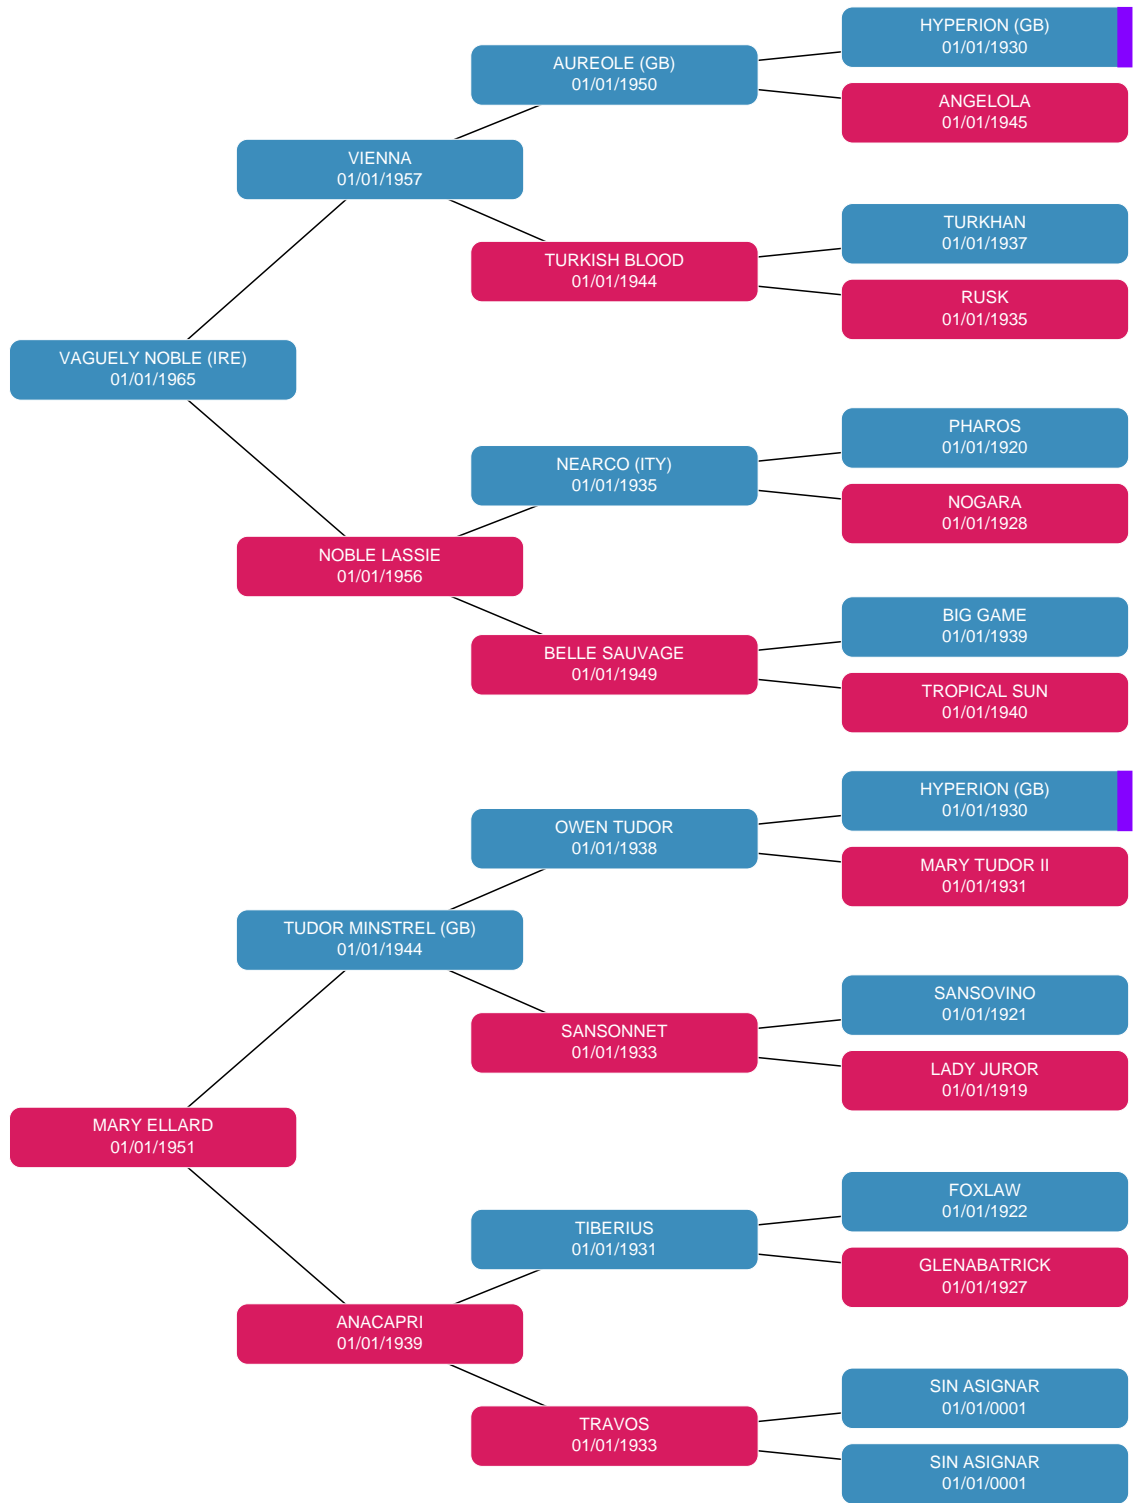 HYPERION (GB)
01/01/1930
AUREOLE (GB)
01/01/1950
ANGELOLA
01/01/1945
VIENNA
01/01/1957
TURKHAN
01/01/1937
TURKISH BLOOD
01/01/1944
RUSK
01/01/1935
VAGUELY NOBLE (IRE)
01/01/1965
PHAROS
01/01/1920
NEARCO (ITY)
01/01/1935
NOGARA
01/01/1928
NOBLE LASSIE
01/01/1956
BIG GAME
01/01/1939
BELLE SAUVAGE
01/01/1949
TROPICAL SUN
01/01/1940
HYPERION (GB)
01/01/1930
OWEN TUDOR
01/01/1938
MARY TUDOR II
01/01/1931
TUDOR MINSTREL (GB)
01/01/1944
SANSOVINO
01/01/1921
SANSONNET
01/01/1933
LADY JUROR
01/01/1919
MARY ELLARD
01/01/1951
FOXLAW
01/01/1922
TIBERIUS
01/01/1931
GLENABATRICK
01/01/1927
ANACAPRI
01/01/1939
SIN ASIGNAR
01/01/0001
TRAVOS
01/01/1933
SIN ASIGNAR
01/01/0001